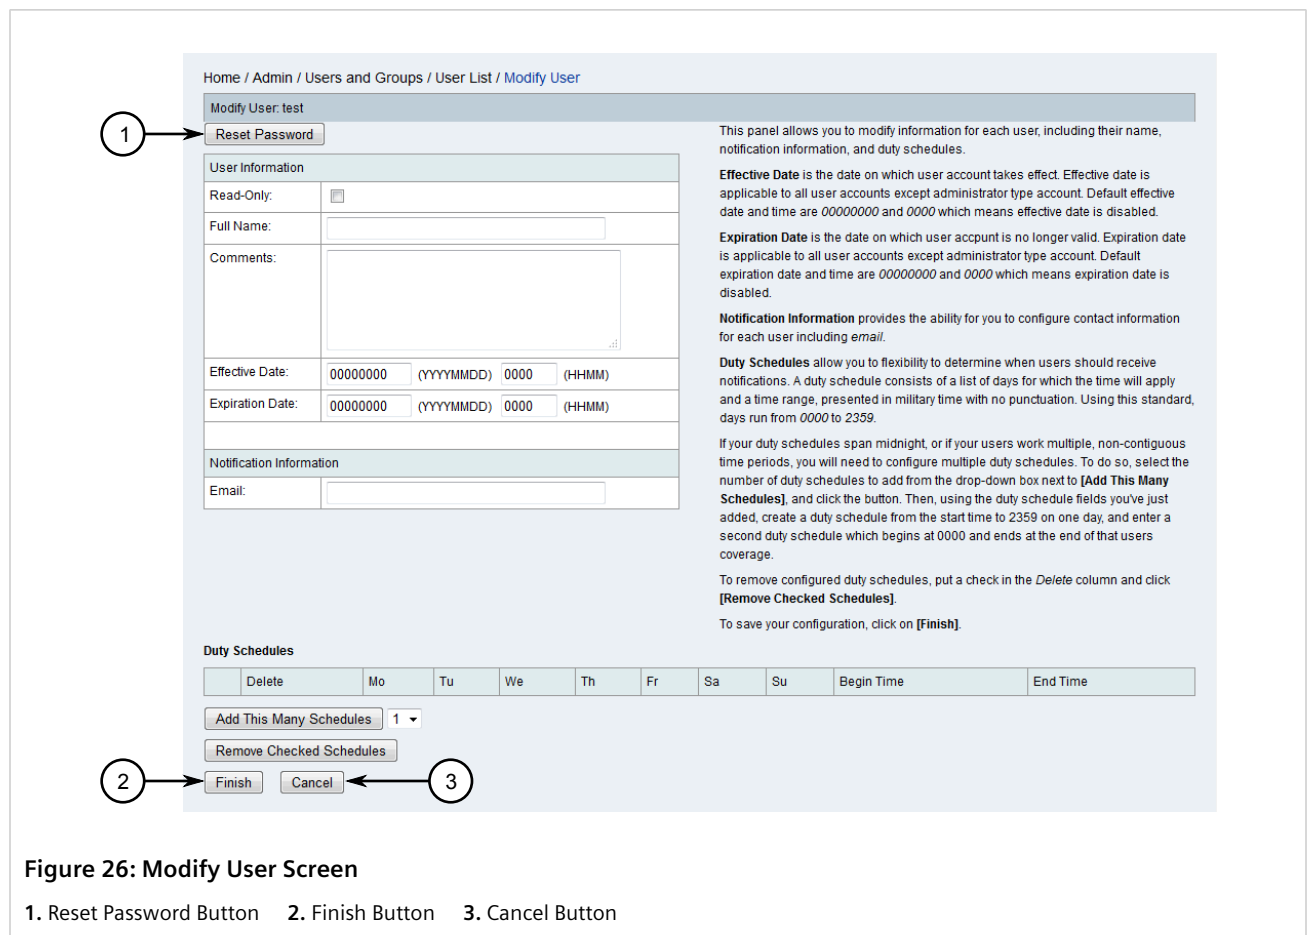 Home / Admin / Users and Groups / User List / Modify User
Modify User: test
1
Reset Password
User Information
Read-Only:
Full Name:
Comments:
Effective Date:
00000000
(YYYYMMDD)
0000
(HHMM)
Expiration Date:
00000000
(YYYYMMDD)
0000
(HHMM)
Notification Information
Email:
This panel allows you to modify information for each user, including their name,
notification information, and duty schedules.
Effective Date is the date on which user account takes effect. Effective date is
applicable to all user accounts except administrator type account. Default effective
date and time are 00000000 and 0000 which means effective date is disabled.
Expiration Date is the date on which user accpunt is no longer valid. Expiration date
is applicable to all user accounts except administrator type account. Default
expiration date and time are 00000000 and 0000 which means expiration date is
disabled.
Notification Information provides the ability for you to configure contact information
for each user including email.
Duty Schedules allow you to flexibility to determine when users should receive
notifications. A duty schedule consists of a list of days for which the time will apply
and a time range, presented in military time with no punctuation. Using this standard,
days run from 0000 to 2359.
If your duty schedules span midnight, or if your users work multiple, non-contiguous
time periods, you will need to configure multiple duty schedules. To do so, select the
number of duty schedules to add from the drop-down box next to [Add This Many
Schedules], and click the button. Then, using the duty schedule fields you've just
added, create a duty schedule from the start time to 2359 on one day, and enter a
second duty schedule which begins at 0000 and ends at the end of that users
coverage.
To remove configured duty schedules, put a check in the Delete column and click
[Remove Checked Schedules].
To save your configuration, click on [Finish].
Duty Schedules
Delete Mo Tu We Th Fr Sa Su Begin Time End Time
Add This Many Schedules 1
Remove Checked Schedules
2 Finish Cancel 3
Figure 26: Modify User Screen
1. Reset Password Button 2. Finish Button 3. Cancel Button